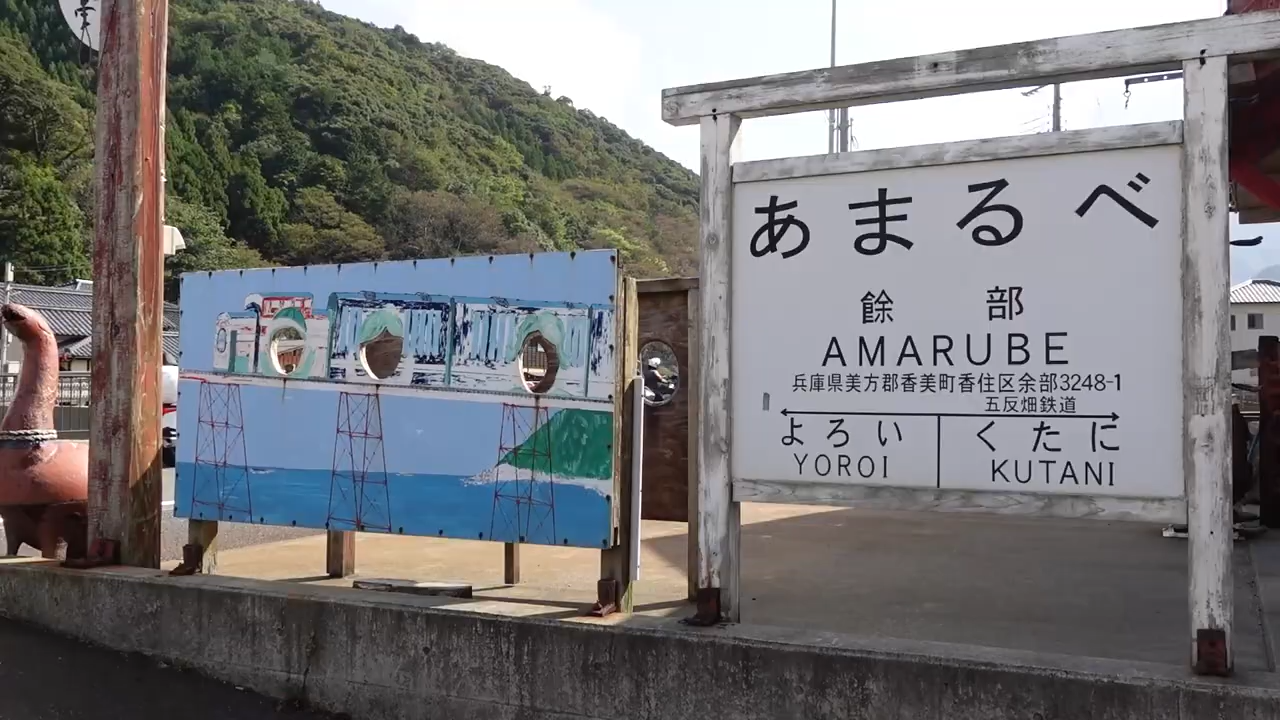 あまるべ
餘部
AMARUBE
兵庫県美方郡香美町香住区余部3248-1
五反畑鉄道
よろい くたに
YOROI KUTANI